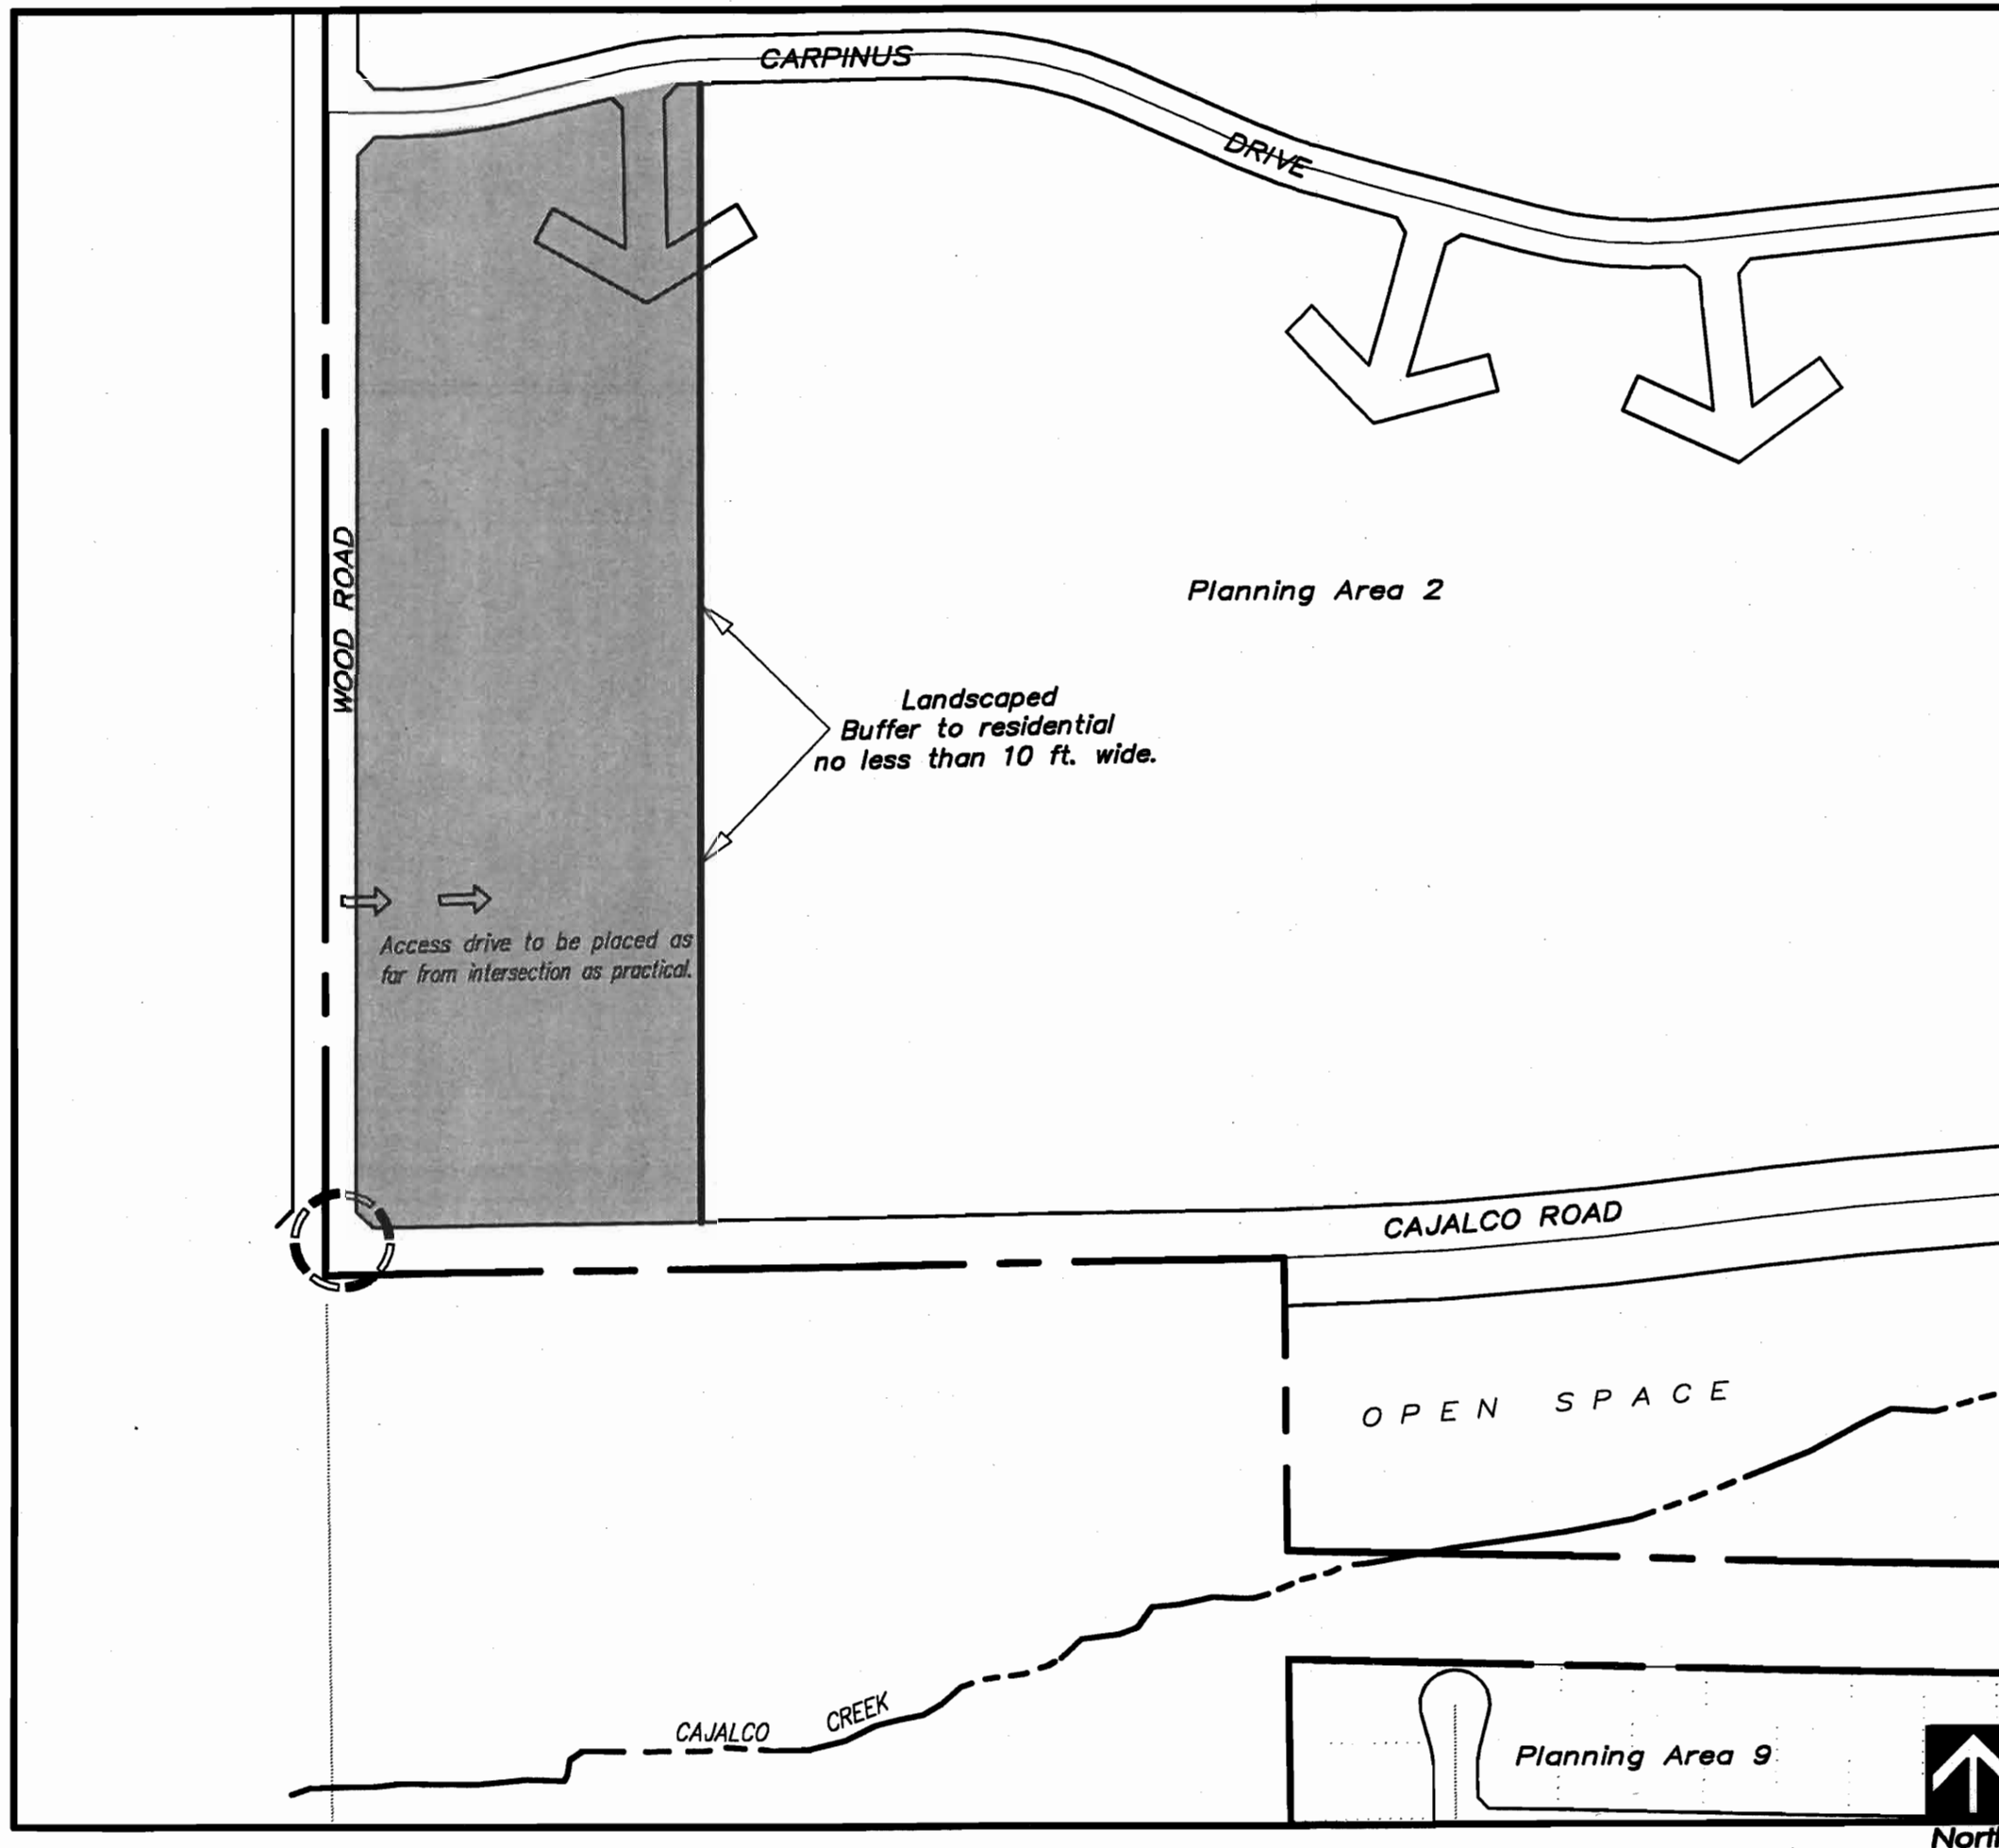 CARPINUS
DRIVE
WOOD ROAD
Planning Area 2
Landscaped
Buffer to residential
no less than 10 ft. wide.
Access drive to be placed as
far from intersection as practical.
CAJALCO ROAD
OPEN SPACE
CAJALCO CREEK
Planning Area 9
Nort